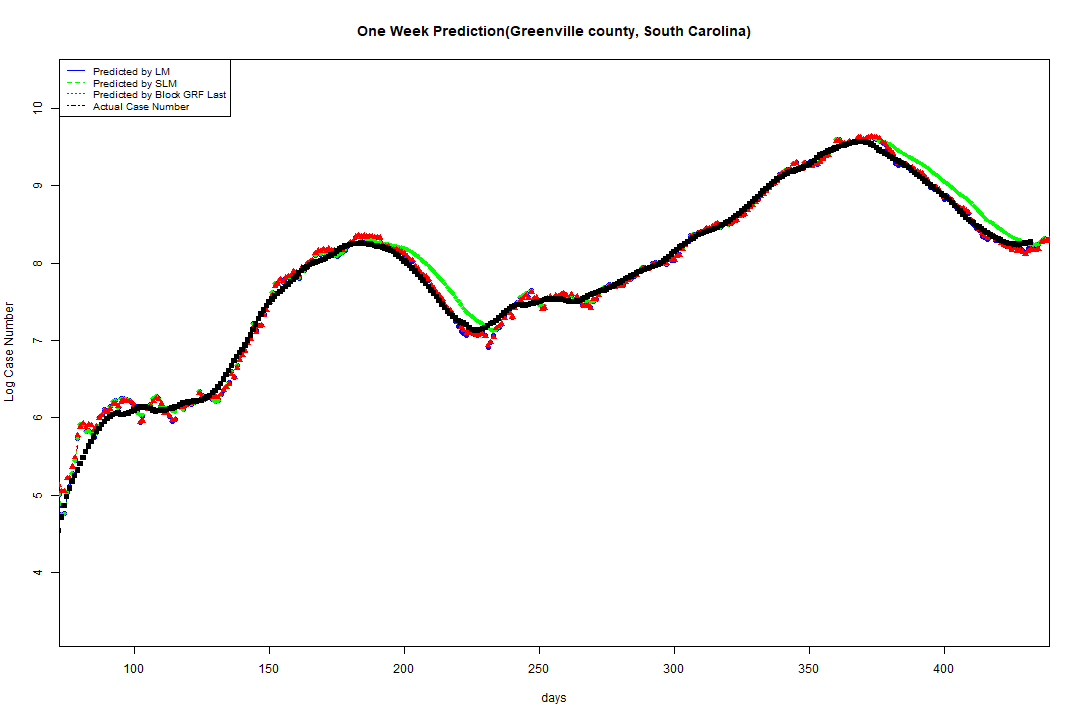 One Week Prediction(Greenville county, South Carolina)
Predicted by LM
Predicted by SLM
Predicted by Block GRF Last
Actual Case Number
10
9
8
7
6
5
4
Log Case Number
100 150 200 250 300 350 400
days